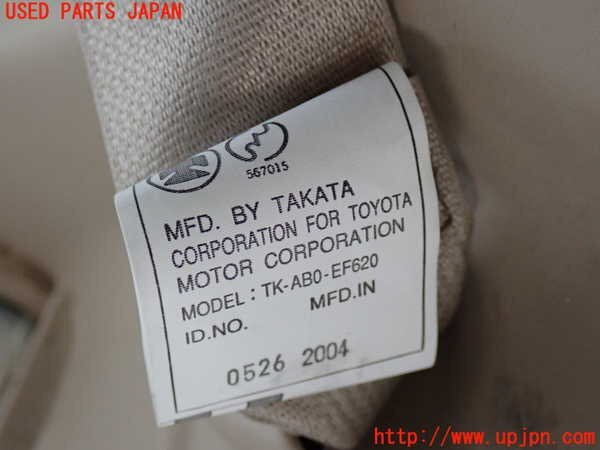 USED PARTS JAPAN
567015
MFD. BY TAKATA
CORPORATION FOR TOYOTA
MOTOR CORPORATION
MODEL : TK-AB0-EF620
ID.NO. MFD.IN
0526 2004
http://www.upjpn.com/